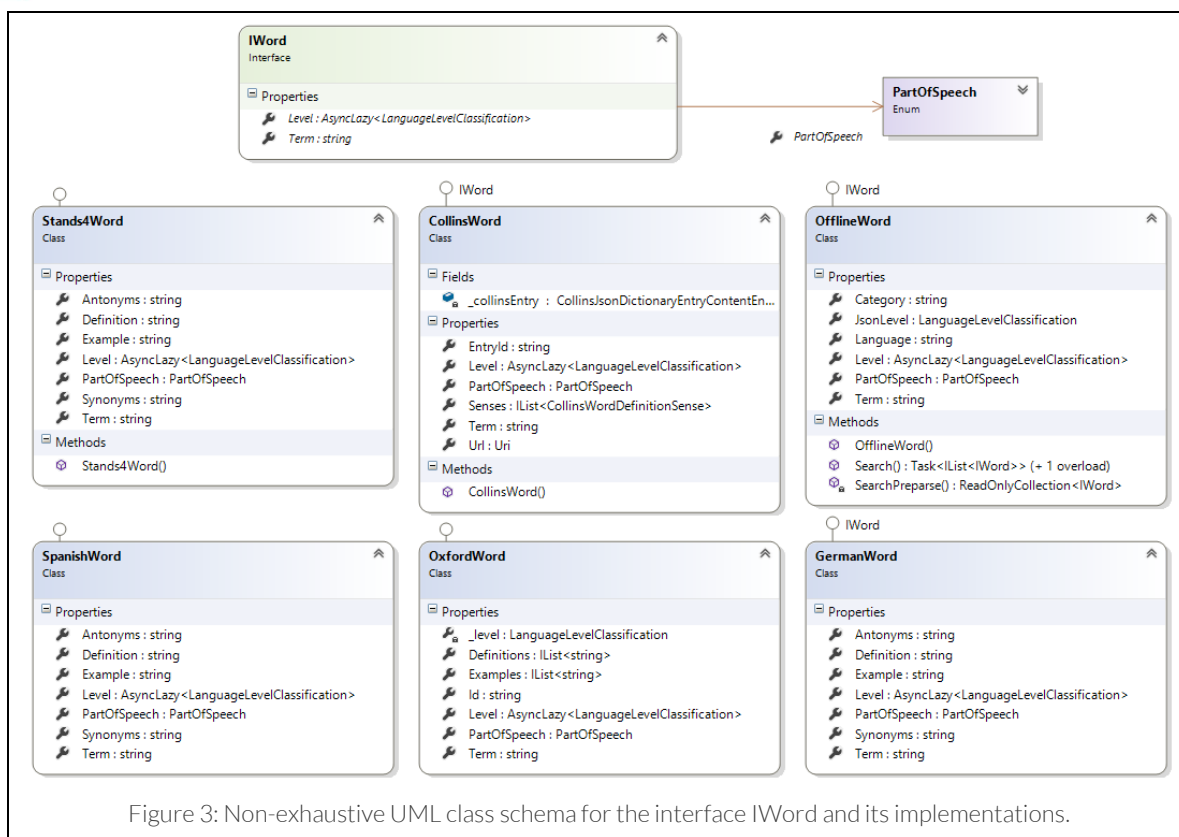 IWord
Interface
Properties
Level : AsyncLazy<LanguageLevelClassification>
Term : string
PartOfSpeech
Enum
PartOfSpeech
Stands4Word
Class
Properties
Antonyms : string
Definition : string
Example : string
Level : AsyncLazy<LanguageLevelClassification>
PartOfSpeech : PartOfSpeech
Synonyms : string
Term : string
Methods
Stands4Word()
IWord
CollinsWord
Class
Fields
_collinsEntry : CollinsJsonDictionaryEntryContentEn...
Properties
EntryId : string
Level : AsyncLazy<LanguageLevelClassification>
PartOfSpeech : PartOfSpeech
Senses : IList<CollinsWordDefinitionSense>
Term : string
Url : Uri
Methods
CollinsWord()
IWord
OfflineWord
Class
Properties
Category : string
JsonLevel : LanguageLevelClassification
Language : string
Level : AsyncLazy<LanguageLevelClassification>
PartOfSpeech : PartOfSpeech
Term : string
Methods
OfflineWord()
Search() : Task<IList<IWord>> (+ 1 overload)
SearchPreparse() : ReadOnlyCollection<IWord>
SpanishWord
Class
Properties
Antonyms : string
Definition : string
Example : string
Level : AsyncLazy<LanguageLevelClassification>
PartOfSpeech : PartOfSpeech
Synonyms : string
Term : string
OxfordWord
Class
Properties
_level : LanguageLevelClassification
Definitions : IList<string>
Examples : IList<string>
Id : string
Level : AsyncLazy<LanguageLevelClassification>
PartOfSpeech : PartOfSpeech
Term : string
IWord
GermanWord
Class
Properties
Antonyms : string
Definition : string
Example : string
Level : AsyncLazy<LanguageLevelClassification>
PartOfSpeech : PartOfSpeech
Synonyms : string
Term : string
Figure 3: Non-exhaustive UML class schema for the interface IWord and its implementations.